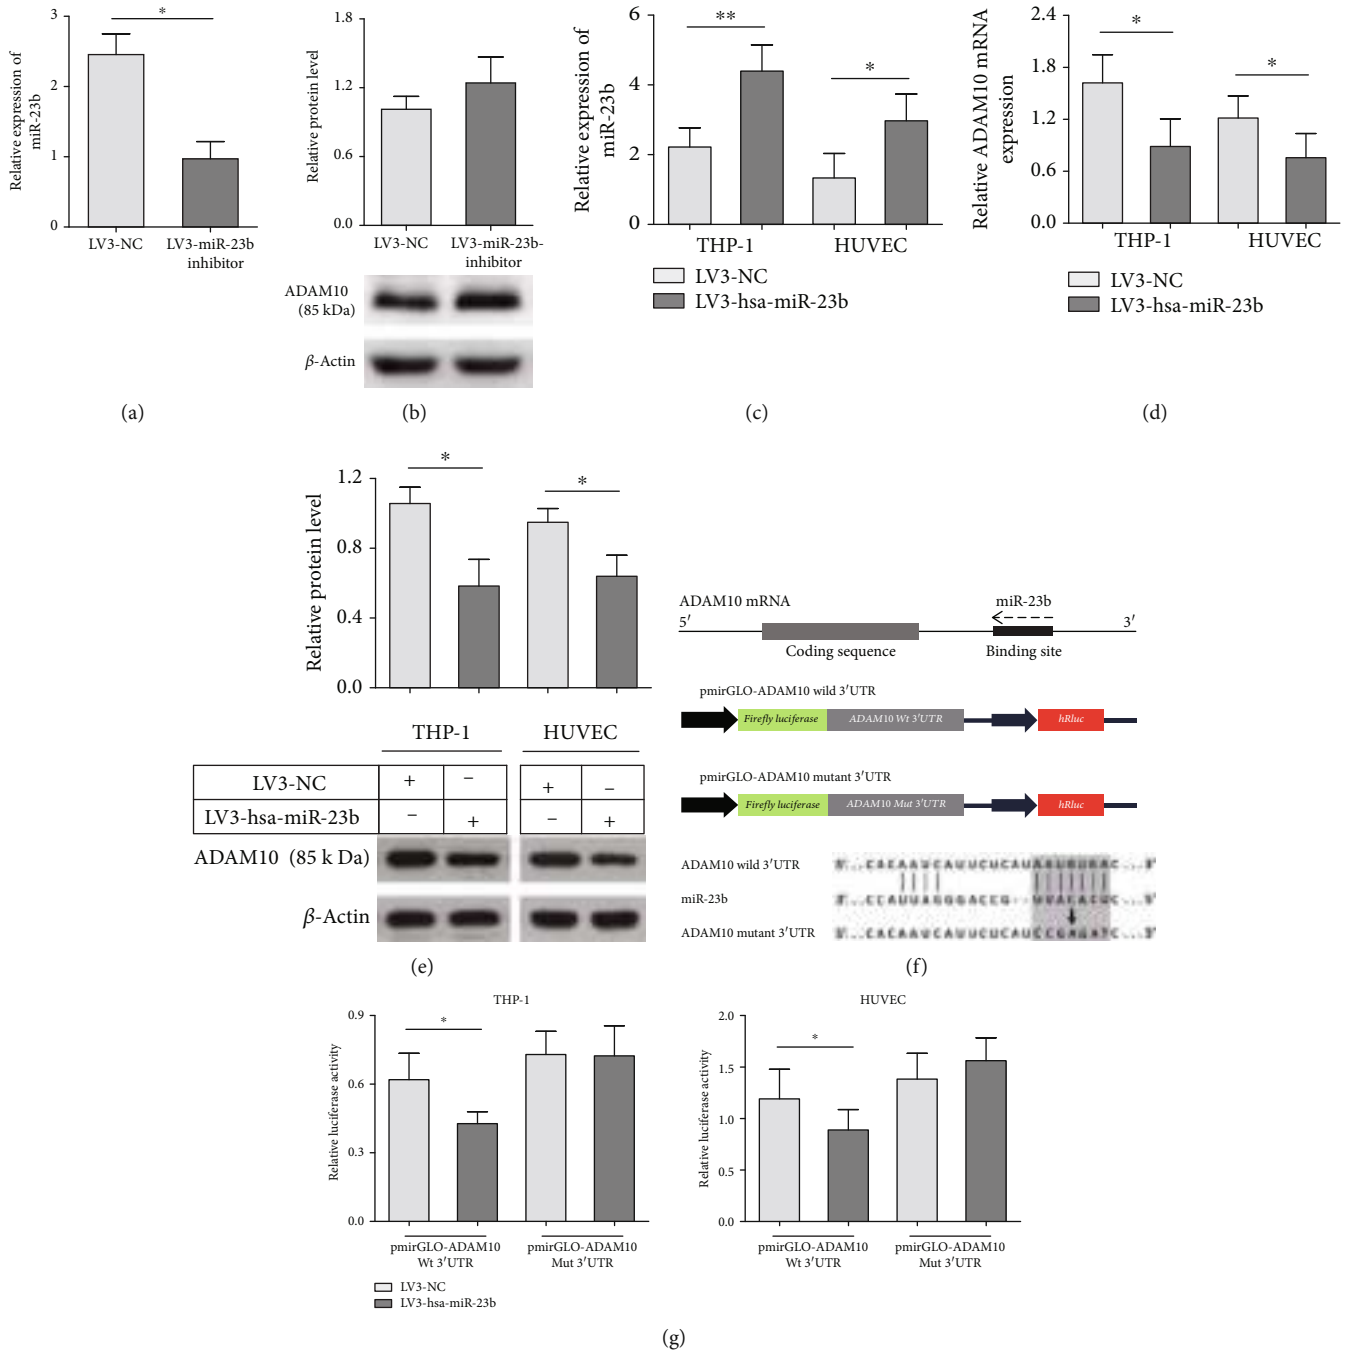 Relative expression of
miR-23b
3
2
1
0
*
LV3-NC
LV3-miR-23b
inhibitor
Relative protein level
1.8
1.2
0.6
0.0
LV3-NC
LV3-miR-23b-
inhibitor
ADAM10
(85 kDa)
β-Actin
(a)
(b)
Relative expression of
miR-23b
6
4
2
0
**
*
THP-1
HUVEC
LV3-NC
LV3-hsa-miR-23b
(c)
Relative ADAM10 mRNA
expression
2.4
1.8
1.2
0.6
0.0
*
*
THP-1
HUVEC
LV3-NC
LV3-hsa-miR-23b
(d)
Relative protein level
1.2
0.8
0.4
0.0
*
*
THP-1
HUVEC
LV3-NC + − + −
LV3-hsa-miR-23b − + − +
ADAM10 (85 k Da)
β-Actin
(e)
ADAM10 mRNA
miR-23b
5′
3′
Coding sequence
Binding site
pmirGLO-ADAM10 wild 3′UTR
Firefly luciferase
ADAM10 Wt 3′UTR
hRluc
pmirGLO-ADAM10 mutant 3′UTR
Firefly luciferase
ADAM10 Mut 3′UTR
hRluc
ADAM10 wild 3′UTR
miR-23b
ADAM10 mutant 3′UTR
(f)
THP-1
Relative luciferase activity
0.9
0.6
0.3
0.0
*
pmirGLO-ADAM10
Wt 3′UTR
pmirGLO-ADAM10
Mut 3′UTR
LV3-NC
LV3-hsa-miR-23b
HUVEC
Relative luciferase activity
2.0
1.5
1.0
0.5
0.0
*
pmirGLO-ADAM10
Wt 3′UTR
pmirGLO-ADAM10
Mut 3′UTR
(g)